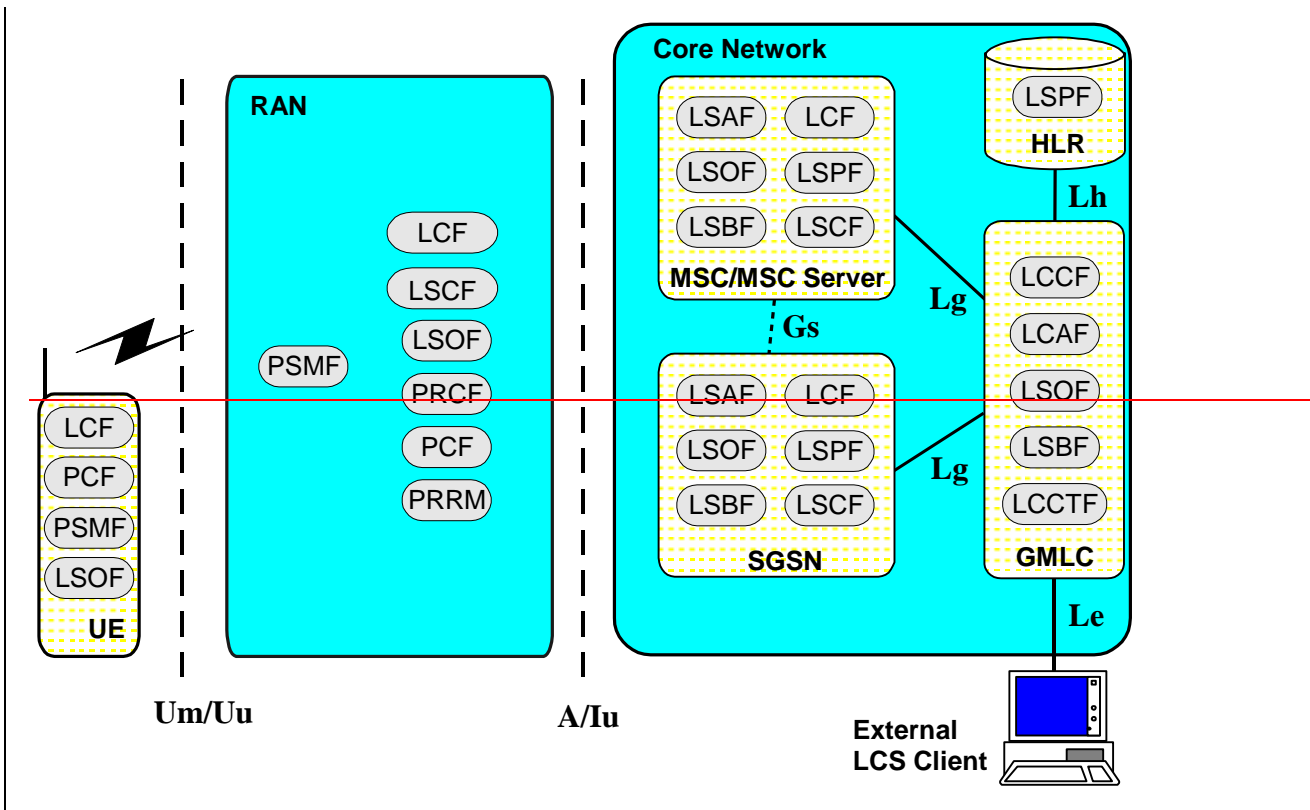 Core Network
RAN
LSAF LCF
LSOF LSPF
LSBF LSCF
MSC/MSC Server
LSPF
HLR
Lh
LCF
LSCF
LSOF
PSMF
PRCF
PCF
PRRM
Lg
Gs
LSAF LCF
LSOF LSPF
LSBF LSCF
SGSN
Lg
LCCF
LCAF
LSOF
LSBF
LCCTF
GMLC
LCF
PCF
PSMF
LSOF
UE
Le
Um/Uu
A/Iu
External
LCS Client